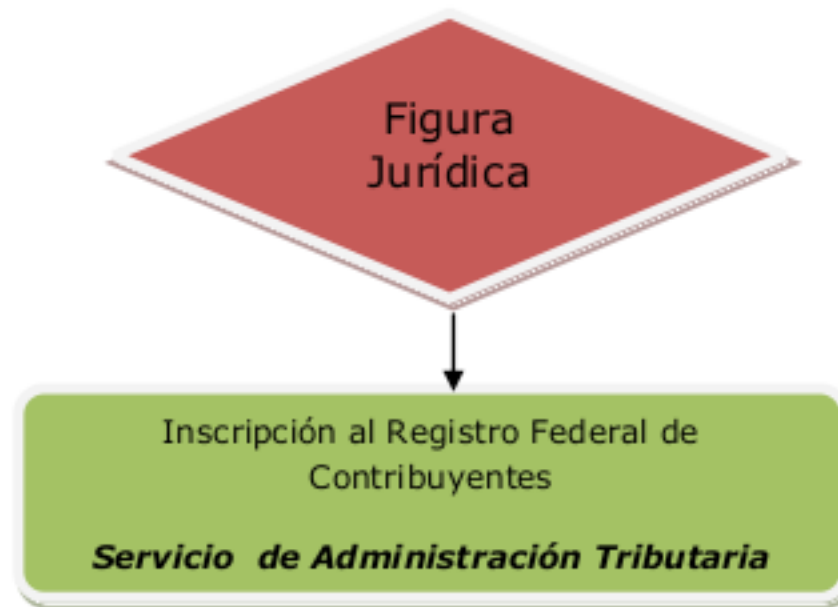 Figura
Jurídica
Inscripción al Registro Federal de
Contribuyentes
Servicio de Administración Tributaria